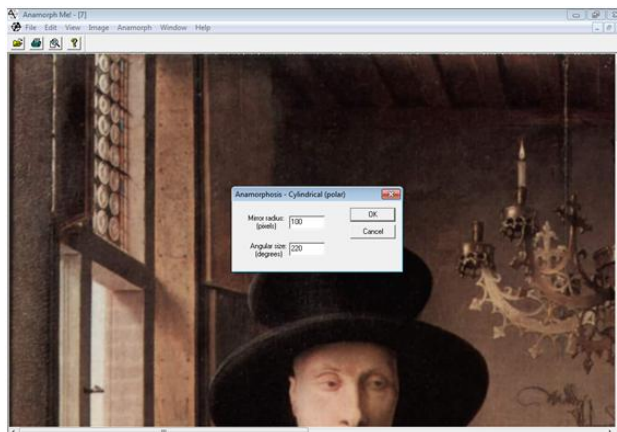 Anamorph Me! - [7]
File Edit View Image Anamorph Window Help
Anamorphosis - Cylindrical (polar)
Mirror radius: 100 OK
(pixels)
Cancel
Angular size: 220
(degrees)